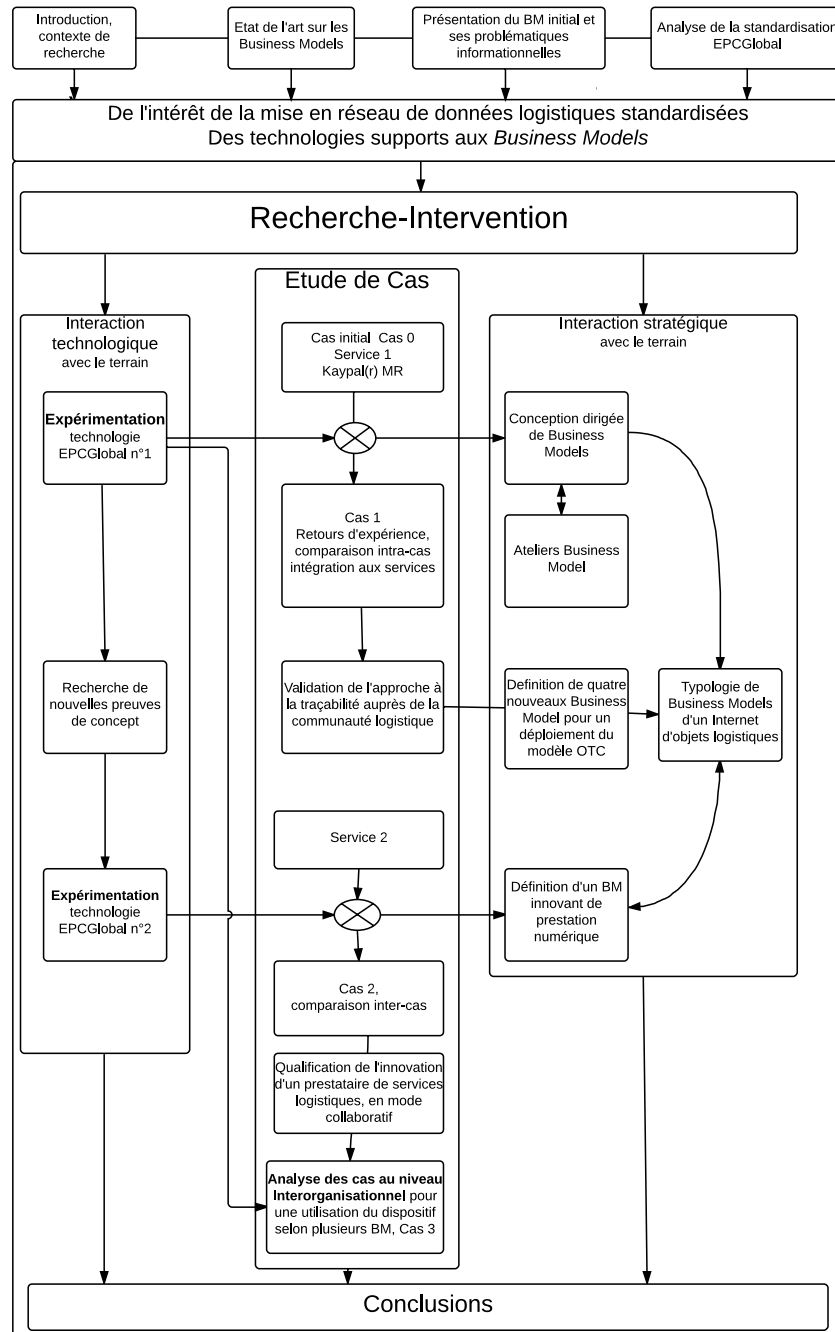 Introduction,
contexte de
recherche
Etat de l'art sur les
Business Models
Présentation du BM initial et
ses problématiques
informationnelles
Analyse de la standardisation
EPCGlobal
De l'intérêt de la mise en réseau de données logistiques standardisées
Des technologies supports aux Business Models
Recherche-Intervention
Etude de Cas
Interaction
technologique
avec le terrain
Interaction stratégique
avec le terrain
Cas initial Cas 0
Service 1
Kaypal(r) MR
Expérimentation
technologie
EPCGlobal n°1
Conception dirigée
de Business
Models
Cas 1
Retours d'expérience,
comparaison intra-cas
intégration aux services
Ateliers Business
Model
Recherche de
nouvelles preuves
de concept
Validation de l'approche à
la traçabilité auprès de la
communauté logistique
Definition de quatre
nouveaux Business
Model pour un
déploiement du
modèle OTC
Typologie de
Business Models
d'un Internet
d'objets logistiques
Service 2
Expérimentation
technologie
EPCGlobal n°2
Définition d'un BM
innovant de
prestation
numérique
Cas 2,
comparaison inter-cas
Qualification de l'innovation
d'un prestataire de services
logistiques, en mode
collaboratif
Analyse des cas au niveau
Interorganisationnel pour
une utilisation du dispositif
selon plusieurs BM, Cas 3
Conclusions